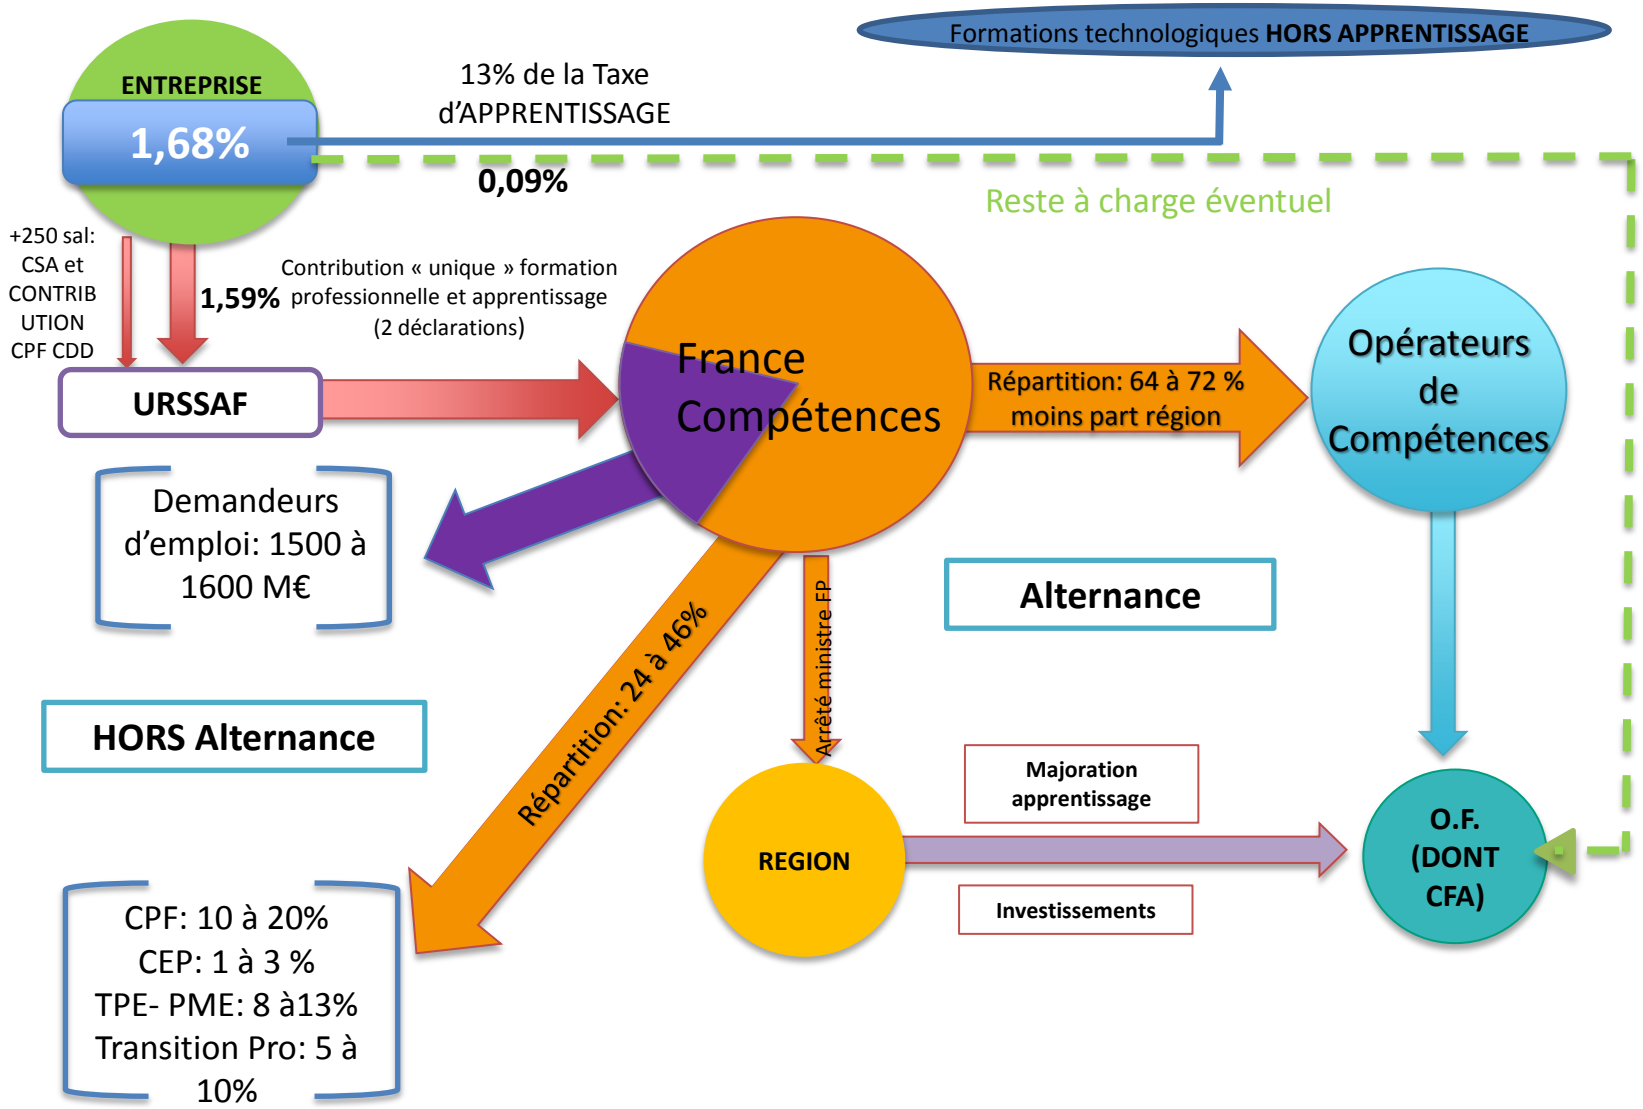 Formations technologiques HORS APPRENTISSAGE
ENTREPRISE
1,68%
13% de la Taxe
d’APPRENTISSAGE
0,09%
Reste à charge éventuel
+250 sal:
CSA et
CONTRIB
UTION
CPF CDD
1,59%
Contribution « unique » formation
professionnelle et apprentissage
(2 déclarations)
URSSAF
France
Compétences
Répartition: 64 à 72 %
moins part région
Opérateurs
de
Compétences
Demandeurs
d’emploi: 1500 à
1600 M€
Alternance
HORS Alternance
Répartition: 24 à 46%
Arrêté ministre FP
Majoration
apprentissage
REGION
Investissements
O.F.
(DONT
CFA)
CPF: 10 à 20%
CEP: 1 à 3 %
TPE- PME: 8 à13%
Transition Pro: 5 à
10%